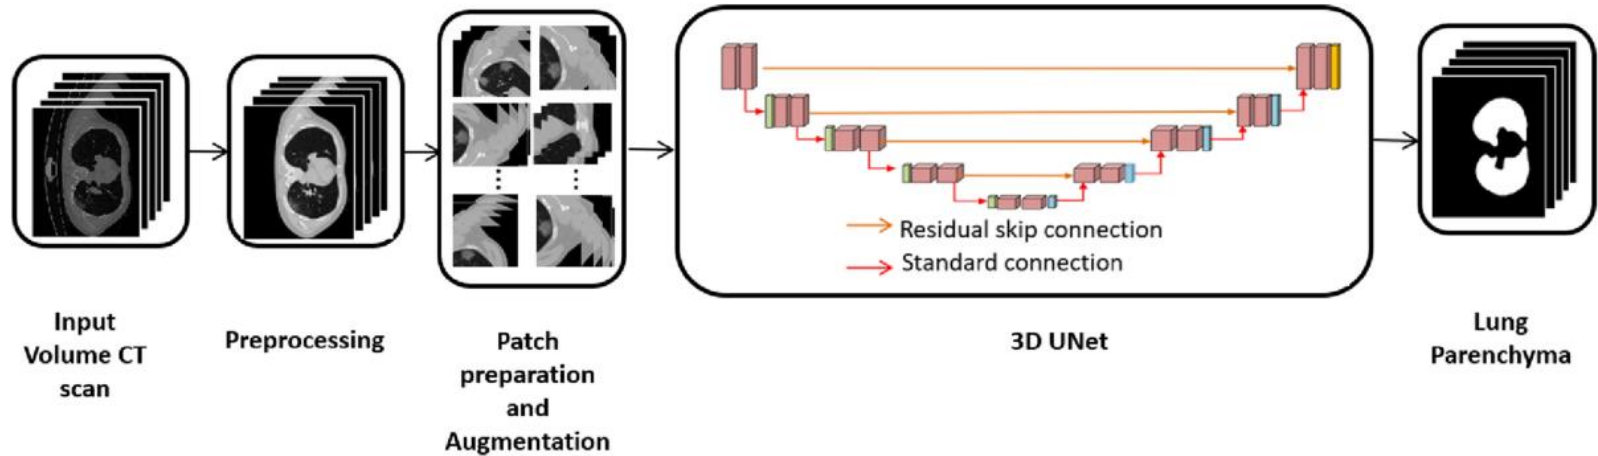 Residual skip connection
Standard connection
Input
Volume CT
scan
Preprocessing
Patch
preparation
and
Augmentation
3D UNet
Lung
Parenchyma